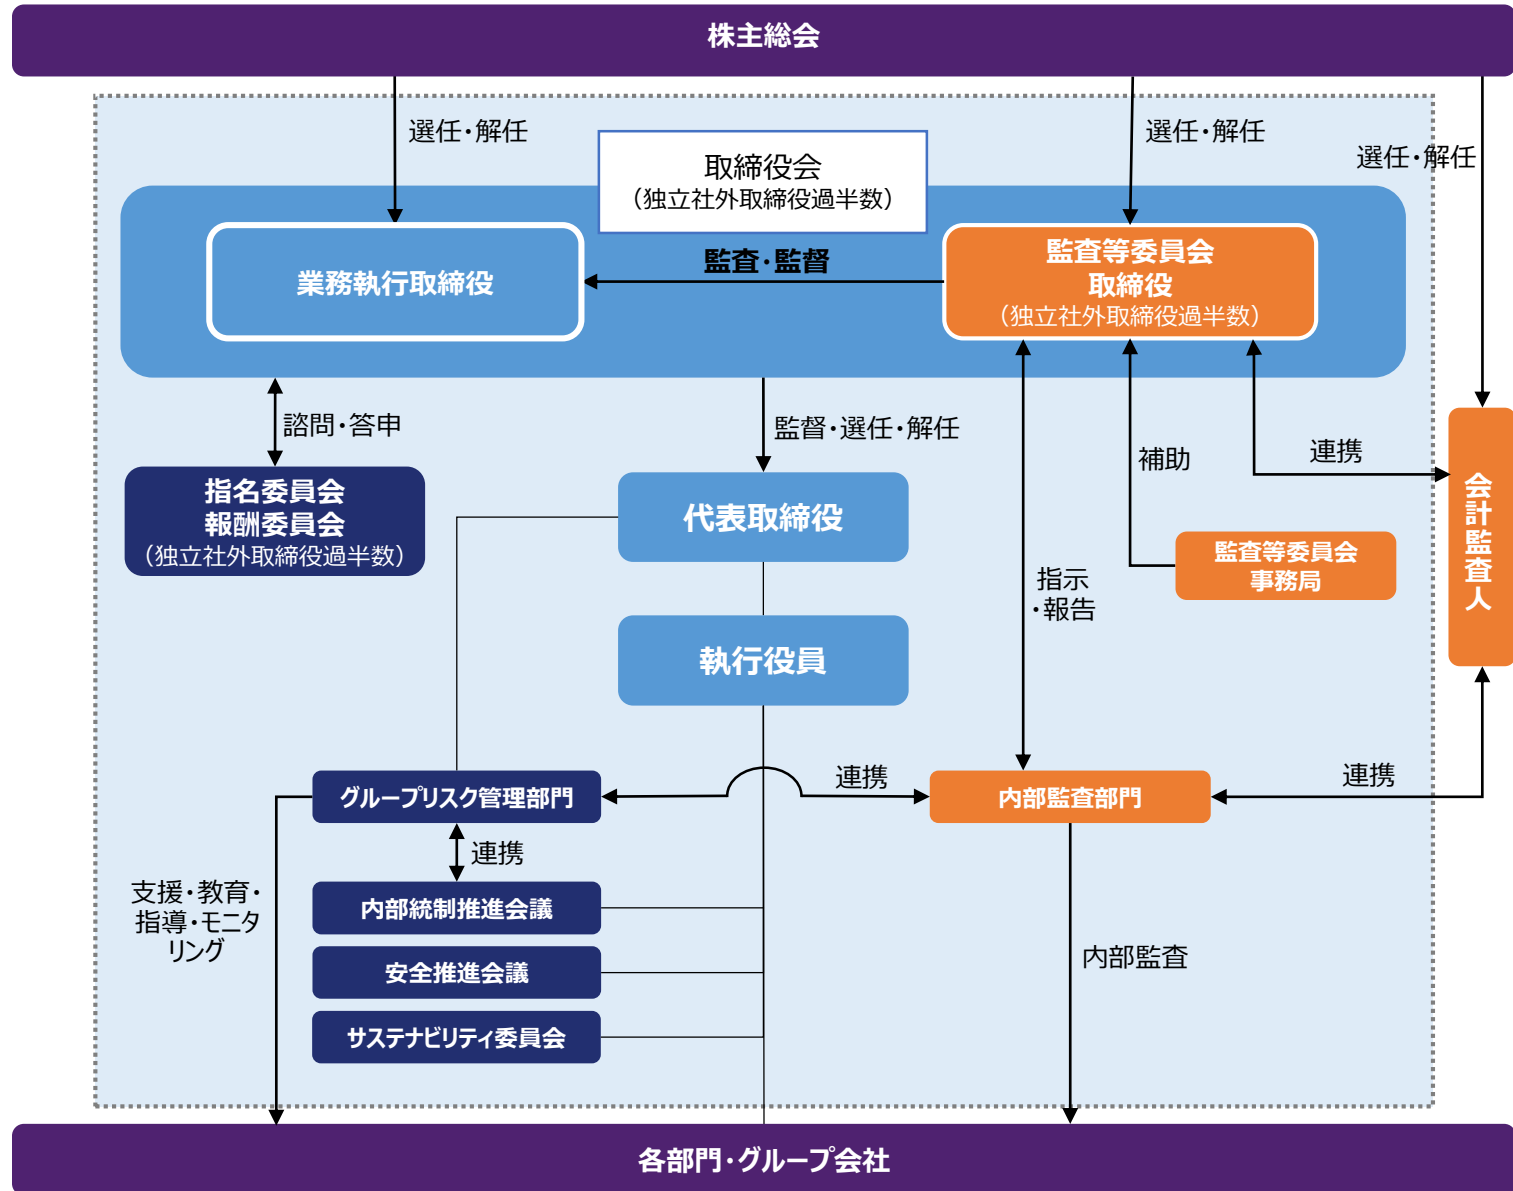 株主総会
選任・解任
選任・解任
選任・解任
取締役会
（独立社外取締役過半数）
業務執行取締役
監査・監督
監査等委員会
取締役
（独立社外取締役過半数）
諮問・答申
監督・選任・解任
補助
連携
指名委員会
報酬委員会
（独立社外取締役過半数）
代表取締役
会計監査人
監査等委員会
事務局
指示
・報告
執行役員
グループリスク管理部門
連携
内部監査部門
連携
連携
支援・教育・
指導・モニタ
リング
内部統制推進会議
安全推進会議
サステナビリティ委員会
内部監査
各部門・グループ会社